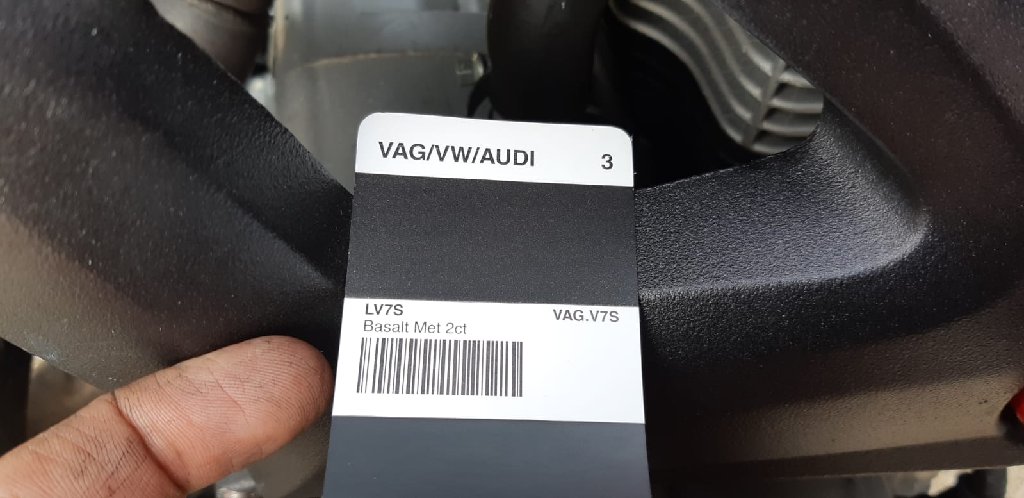 VAG/VW/AUDI 3
LV7S VAG.V7S
Basalt Met 2ct